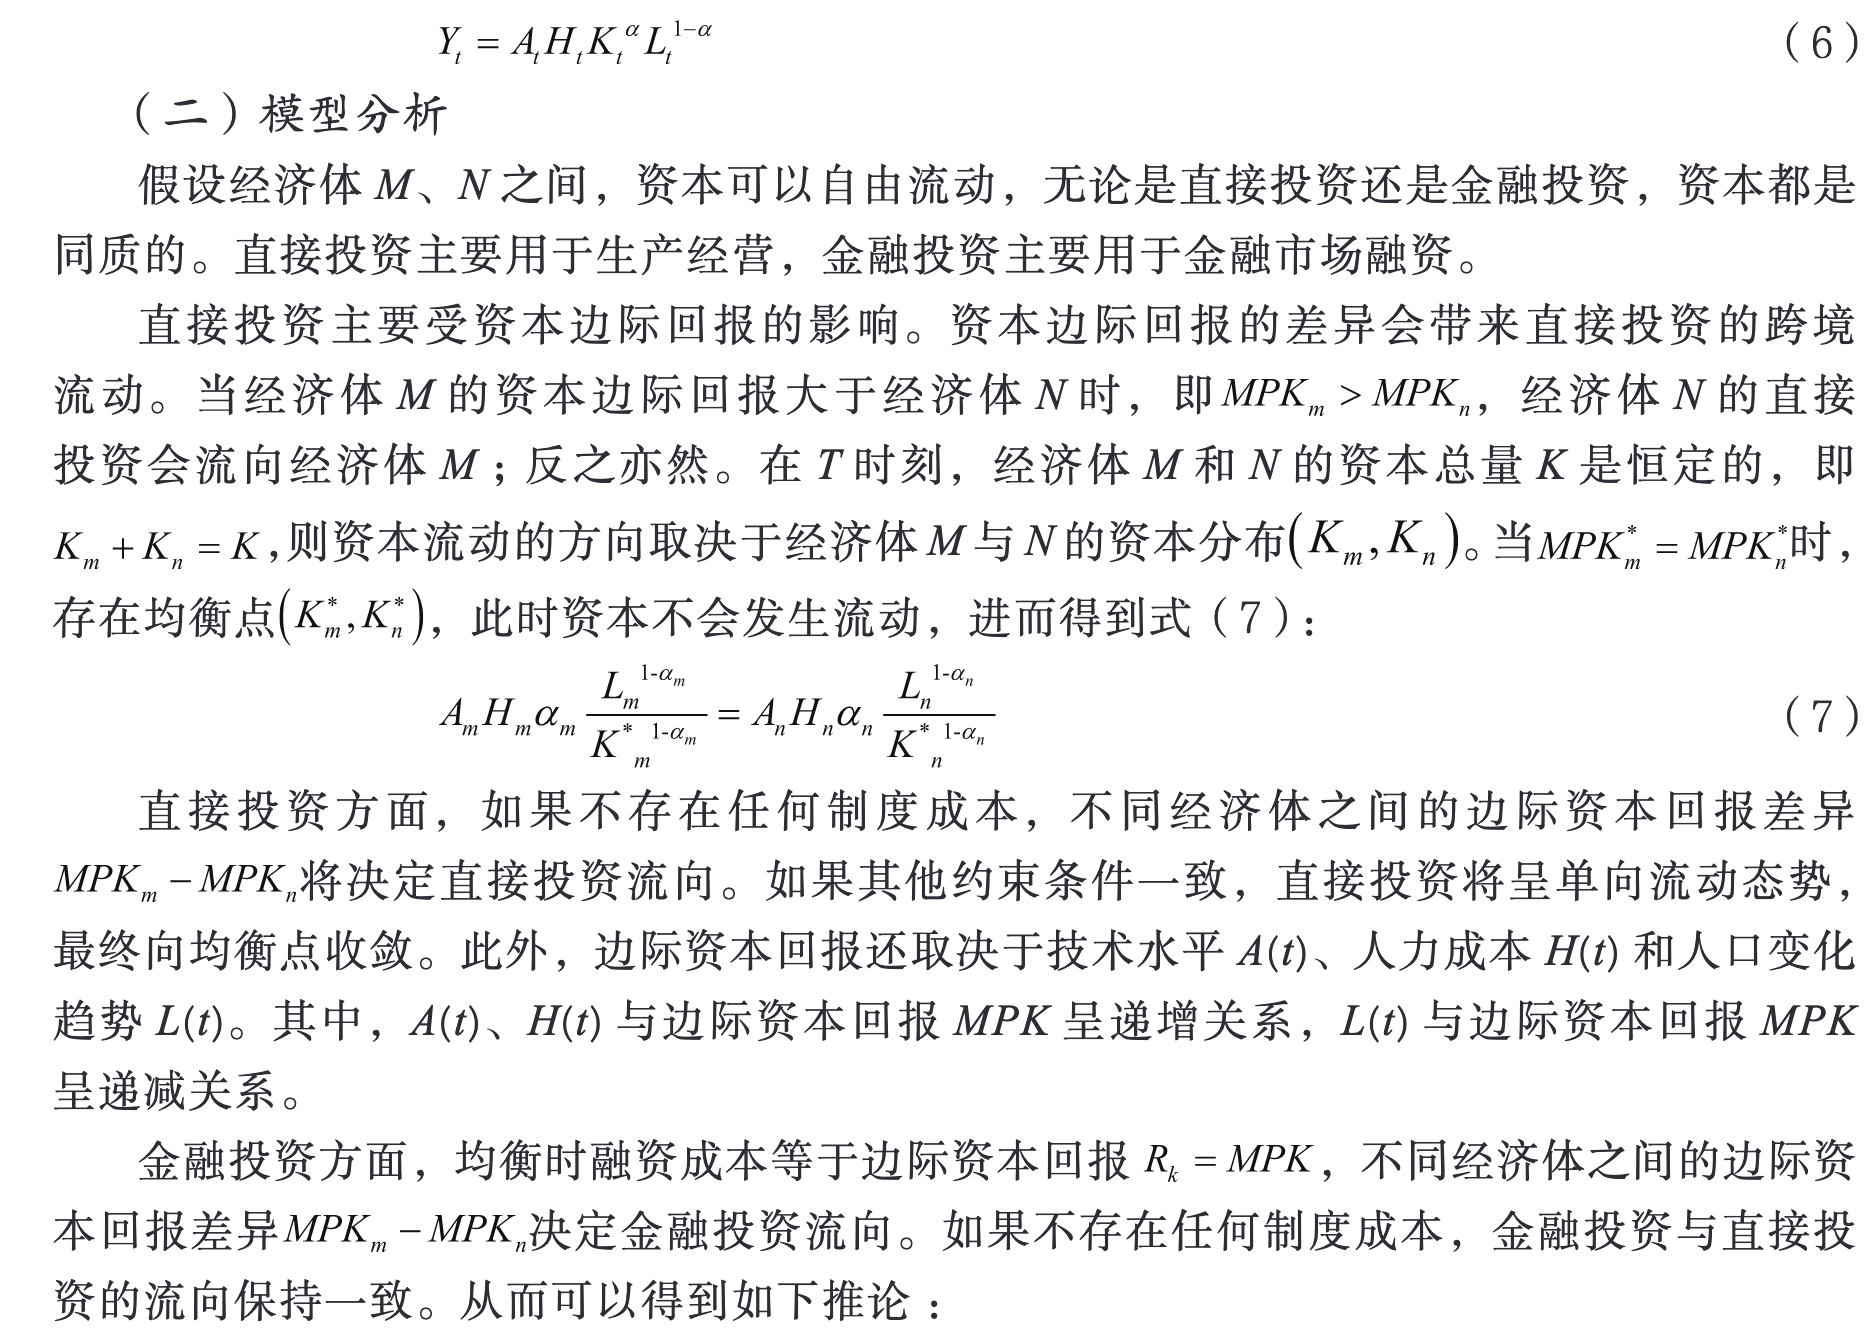 Y_t = A_t H_t K_t^α L_t^{1−α} （6）
（二）模型分析
假设经济体 M、N 之间，资本可以自由流动，无论是直接投资还是金融投资，资本都是
同质的。直接投资主要用于生产经营，金融投资主要用于金融市场融资。
直接投资主要受资本边际回报的影响。资本边际回报的差异会带来直接投资的跨境
流动。当经济体 M 的资本边际回报大于经济体 N 时，即 MPK_m > MPK_n，经济体 N 的直接
投资会流向经济体 M；反之亦然。在 T 时刻，经济体 M 和 N 的资本总量 K 是恒定的，即
K_m + K_n = K，则资本流动的方向取决于经济体 M 与 N 的资本分布(K_m, K_n)。当 MPK_m^* = MPK_n^* 时，
存在均衡点(K_m^*, K_n^*)，此时资本不会发生流动，进而得到式（7）：
A_m H_m α_m \frac{L_m^{1-α_m}}{K^*_m^{1-α_m}} = A_n H_n α_n \frac{L_n^{1-α_n}}{K^*_n^{1-α_n}} （7）
直接投资方面，如果不存在任何制度成本，不同经济体之间的边际资本回报差异
MPK_m − MPK_n 将决定直接投资流向。如果其他约束条件一致，直接投资将呈单向流动态势，
最终向均衡点收敛。此外，边际资本回报还取决于技术水平 A(t)、人力成本 H(t) 和人口变化
趋势 L(t)。其中，A(t)、H(t) 与边际资本回报 MPK 呈递增关系，L(t) 与边际资本回报 MPK
呈递减关系。
金融投资方面，均衡时融资成本等于边际资本回报 R_k = MPK，不同经济体之间的边际资
本回报差异 MPK_m − MPK_n 决定金融投资流向。如果不存在任何制度成本，金融投资与直接投
资的流向保持一致。从而可以得到如下推论：